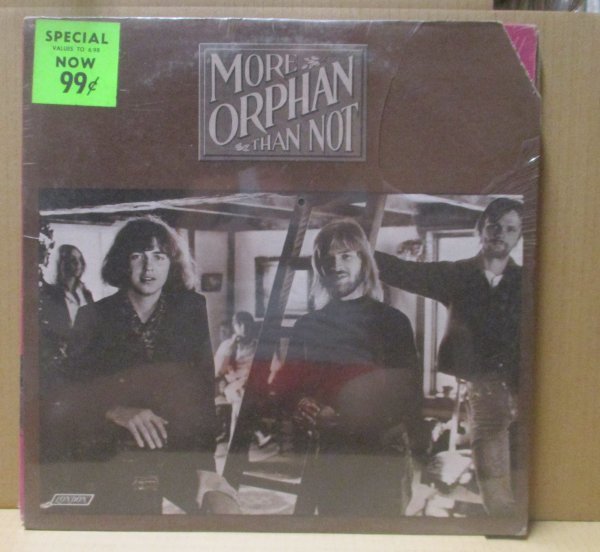 SPECIAL
VALUES TO 6.98
NOW
99¢
MORE
ORPHAN
THAN NOT
LONDON